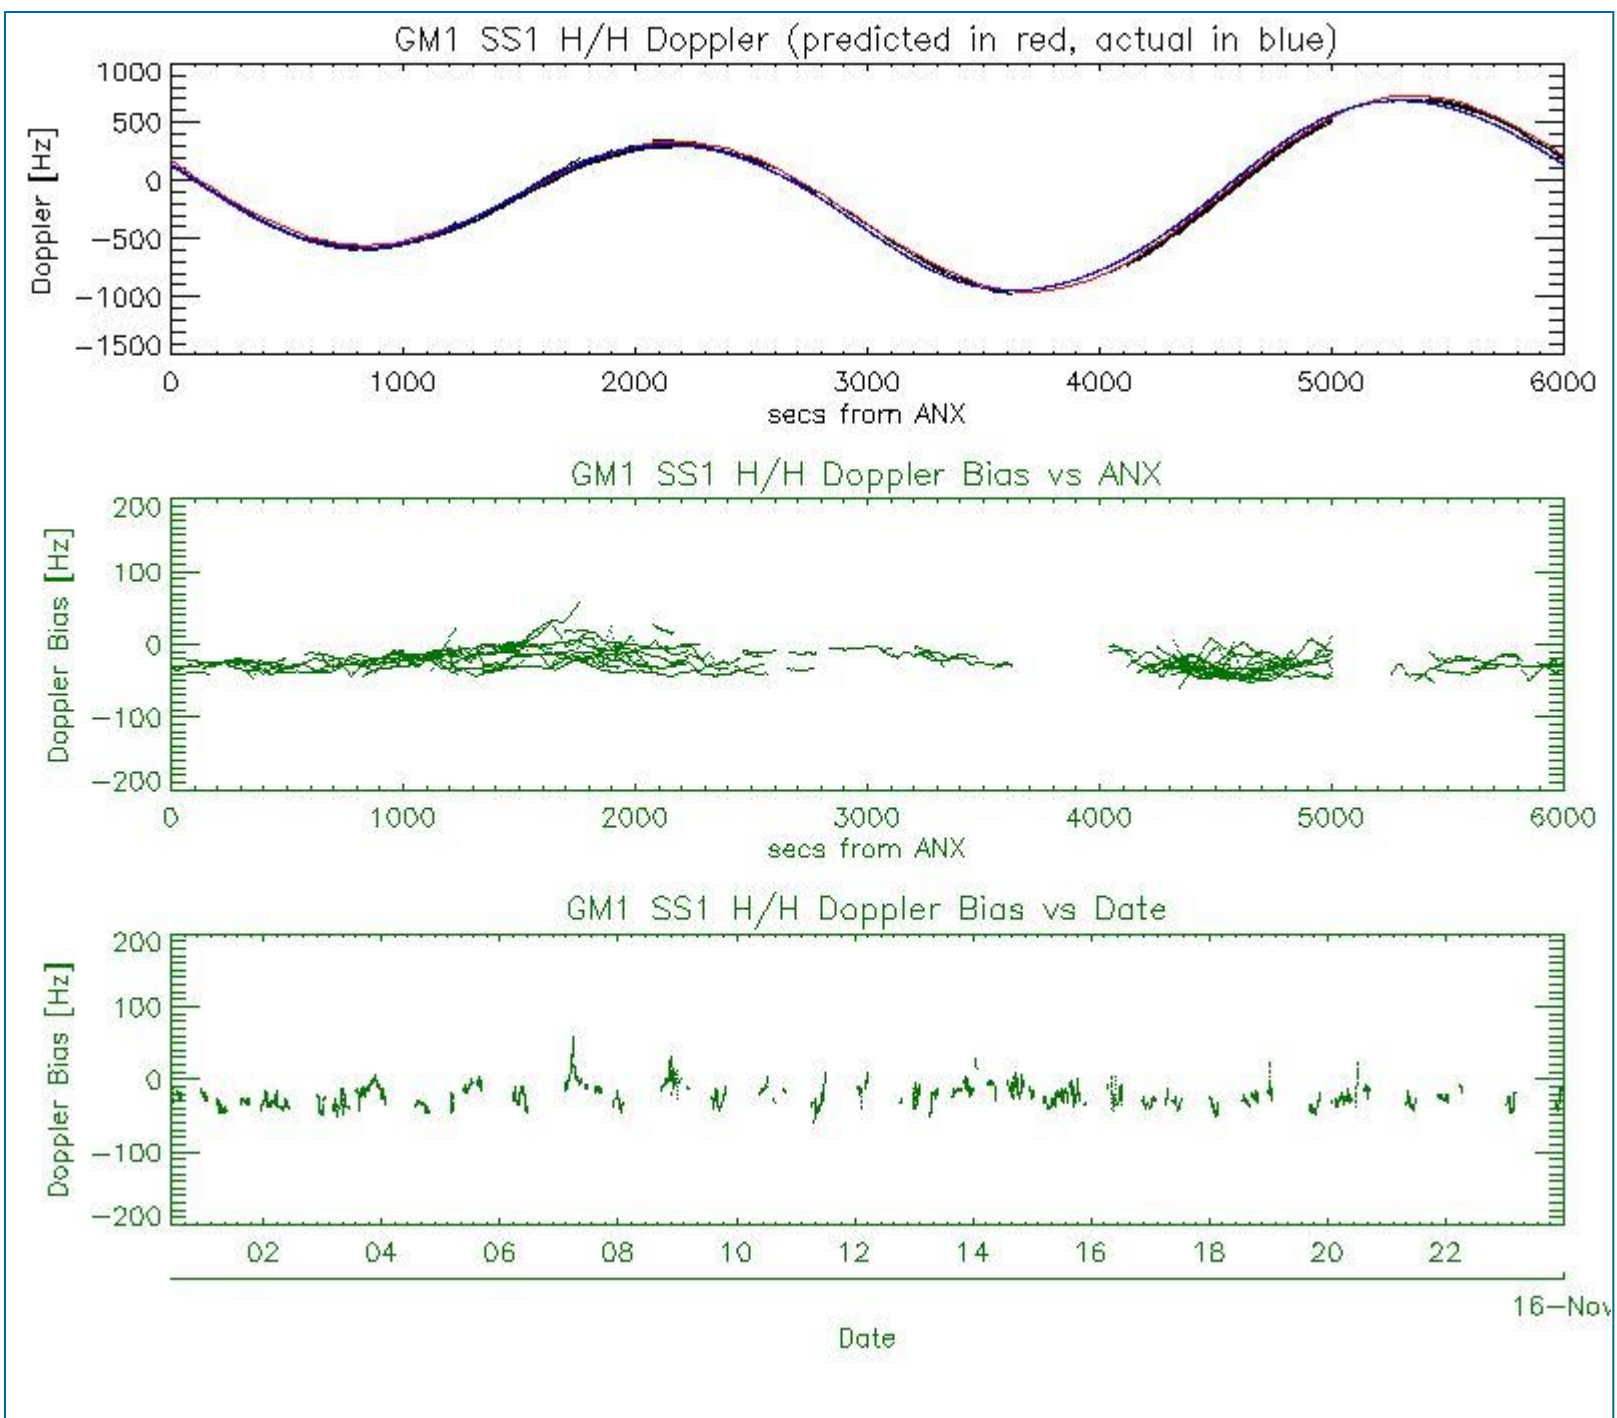 GM1 SS1 H/H Doppler (predicted in red, actual in blue)
Doppler [Hz]
1000
500
0
−500
−1000
−1500
0 1000 2000 3000 4000 5000 6000
secs from ANX
GM1 SS1 H/H Doppler Bias vs ANX
Doppler Bias [Hz]
200
100
0
−100
−200
0 1000 2000 3000 4000 5000 6000
secs from ANX
GM1 SS1 H/H Doppler Bias vs Date
Doppler Bias [Hz]
200
100
0
−100
−200
02 04 06 08 10 12 14 16 18 20 22
16−Nov
Date